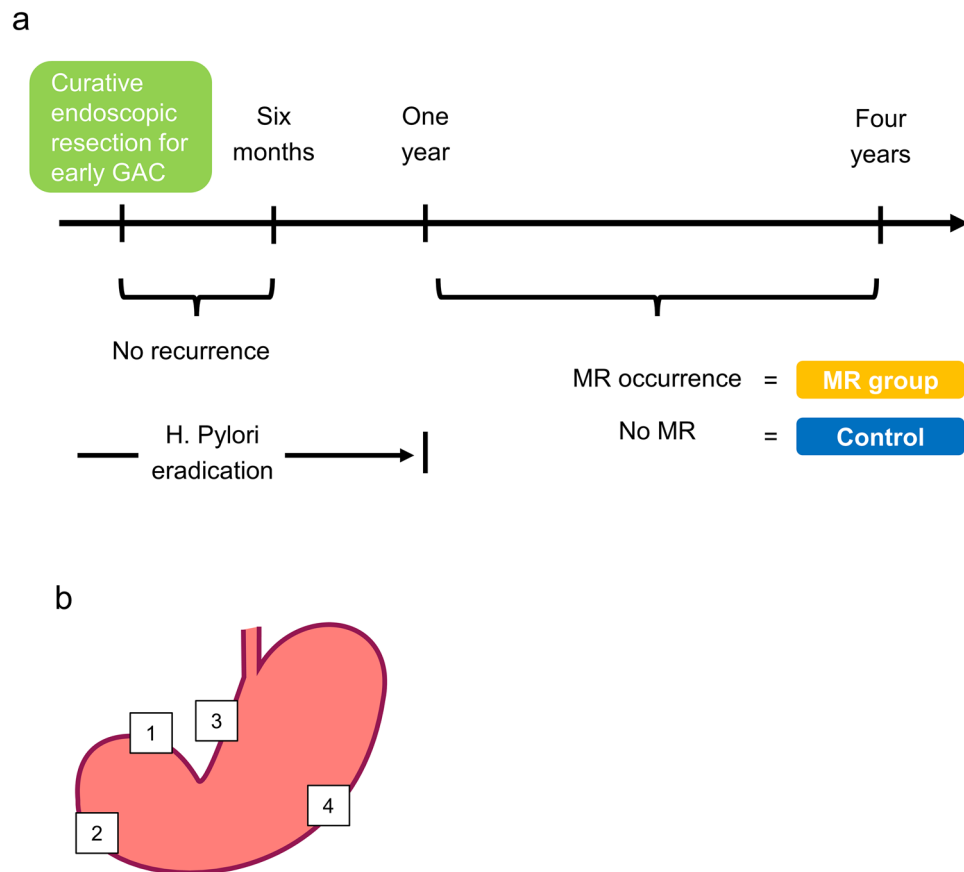 a
Curative
endoscopic
resection for
early GAC
Six
months
One
year
Four
years
No recurrence
MR occurrence = MR group
No MR = Control
H. Pylori
eradication
b
1
3
2
4